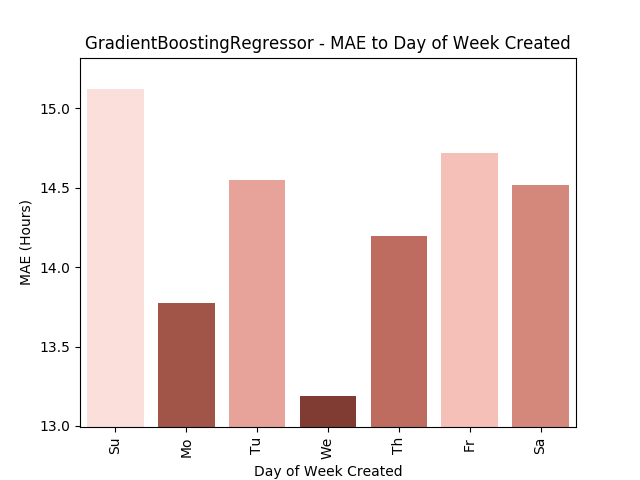 GradientBoostingRegressor - MAE to Day of Week Created
MAE (Hours)
15.0
14.5
14.0
13.5
13.0
Su
Mo
Tu
We
Th
Fr
Sa
Day of Week Created